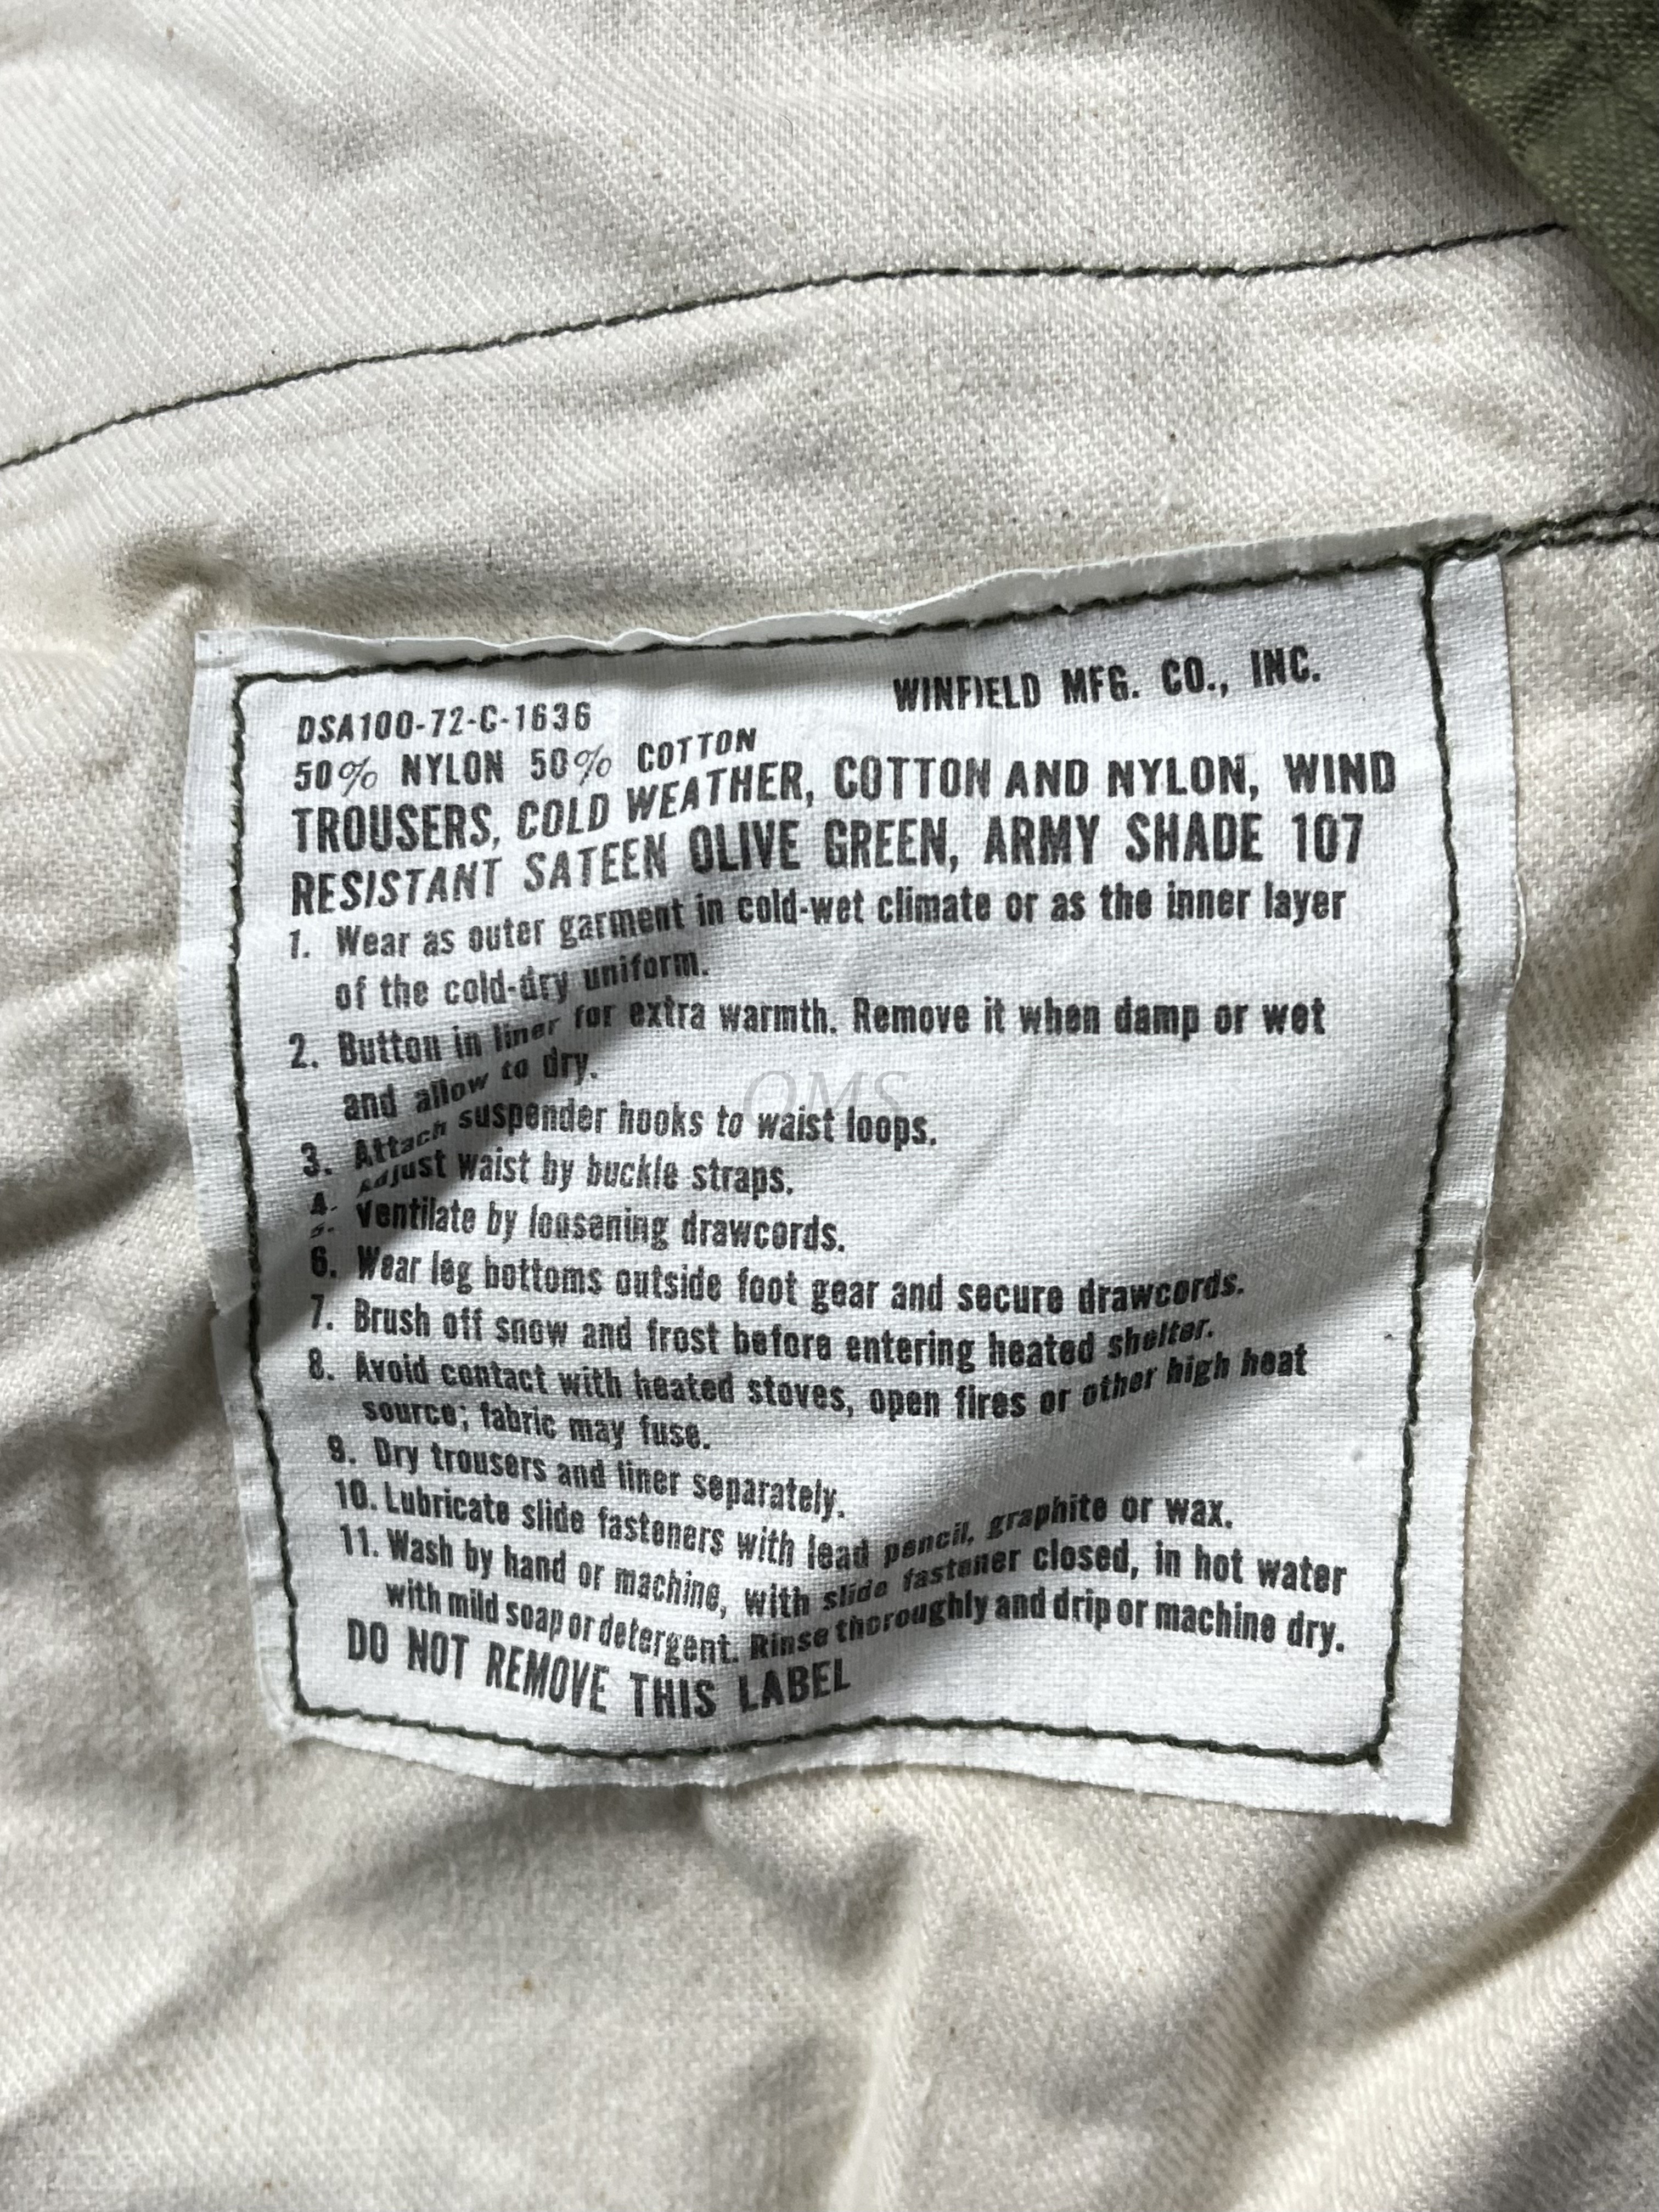 DSA100-72-C-1636 WINFIELD MFG. CO., INC.
50% NYLON 50% COTTON
TROUSERS, COLD WEATHER, COTTON AND NYLON, WIND
RESISTANT SATEEN OLIVE GREEN, ARMY SHADE 107
1. Wear as outer garment in cold-wet climate or as the inner layer
of the cold-dry uniform.
2. Button in liner for extra warmth. Remove it when damp or wet
and allow to dry.
3. Attach suspender hooks to waist loops.
4. Adjust waist by buckle straps.
5. Ventilate by loosening drawcords.
6. Wear leg bottoms outside foot gear and secure drawcords.
7. Brush off snow and frost before entering heated shelter.
8. Avoid contact with heated stoves, open fires or other high heat
source; fabric may fuse.
9. Dry trousers and liner separately.
10. Lubricate slide fasteners with lead pencil, graphite or wax.
11. Wash by hand or machine, with slide fastener closed, in hot water
with mild soap or detergent. Rinse thoroughly and drip or machine dry.
DO NOT REMOVE THIS LABEL
QMS